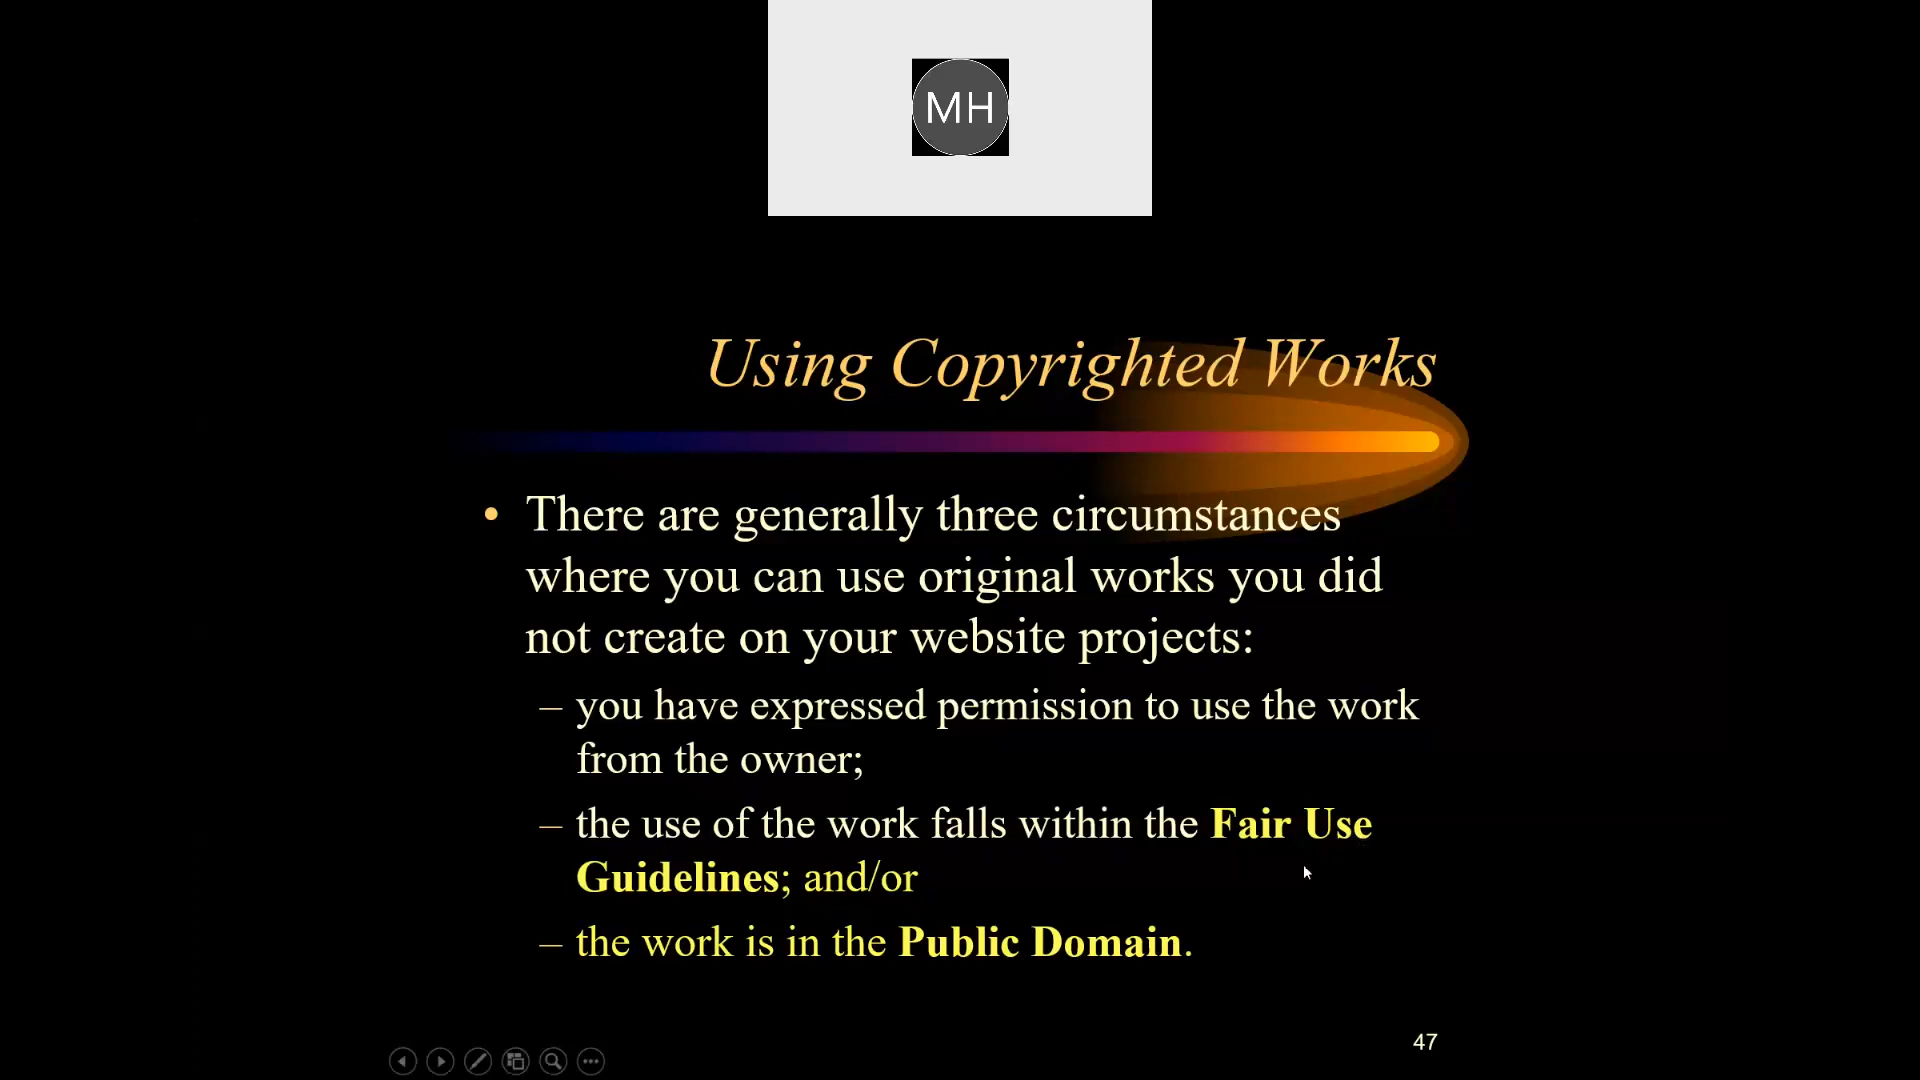 MH
Using Copyrighted Works
• There are generally three circumstances
where you can use original works you did
not create on your website projects:
– you have expressed permission to use the work
from the owner;
– the use of the work falls within the Fair Use
Guidelines; and/or
– the work is in the Public Domain.
47